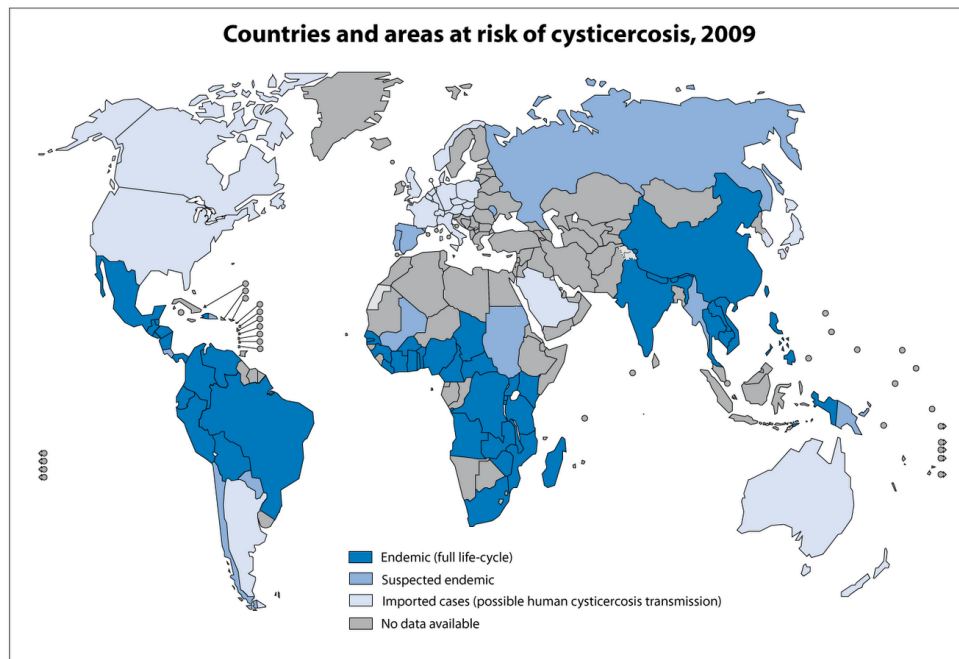 Countries and areas at risk of cysticercosis, 2009
Endemic (full life-cycle)
Suspected endemic
Imported cases (possible human cysticercosis transmission)
No data available